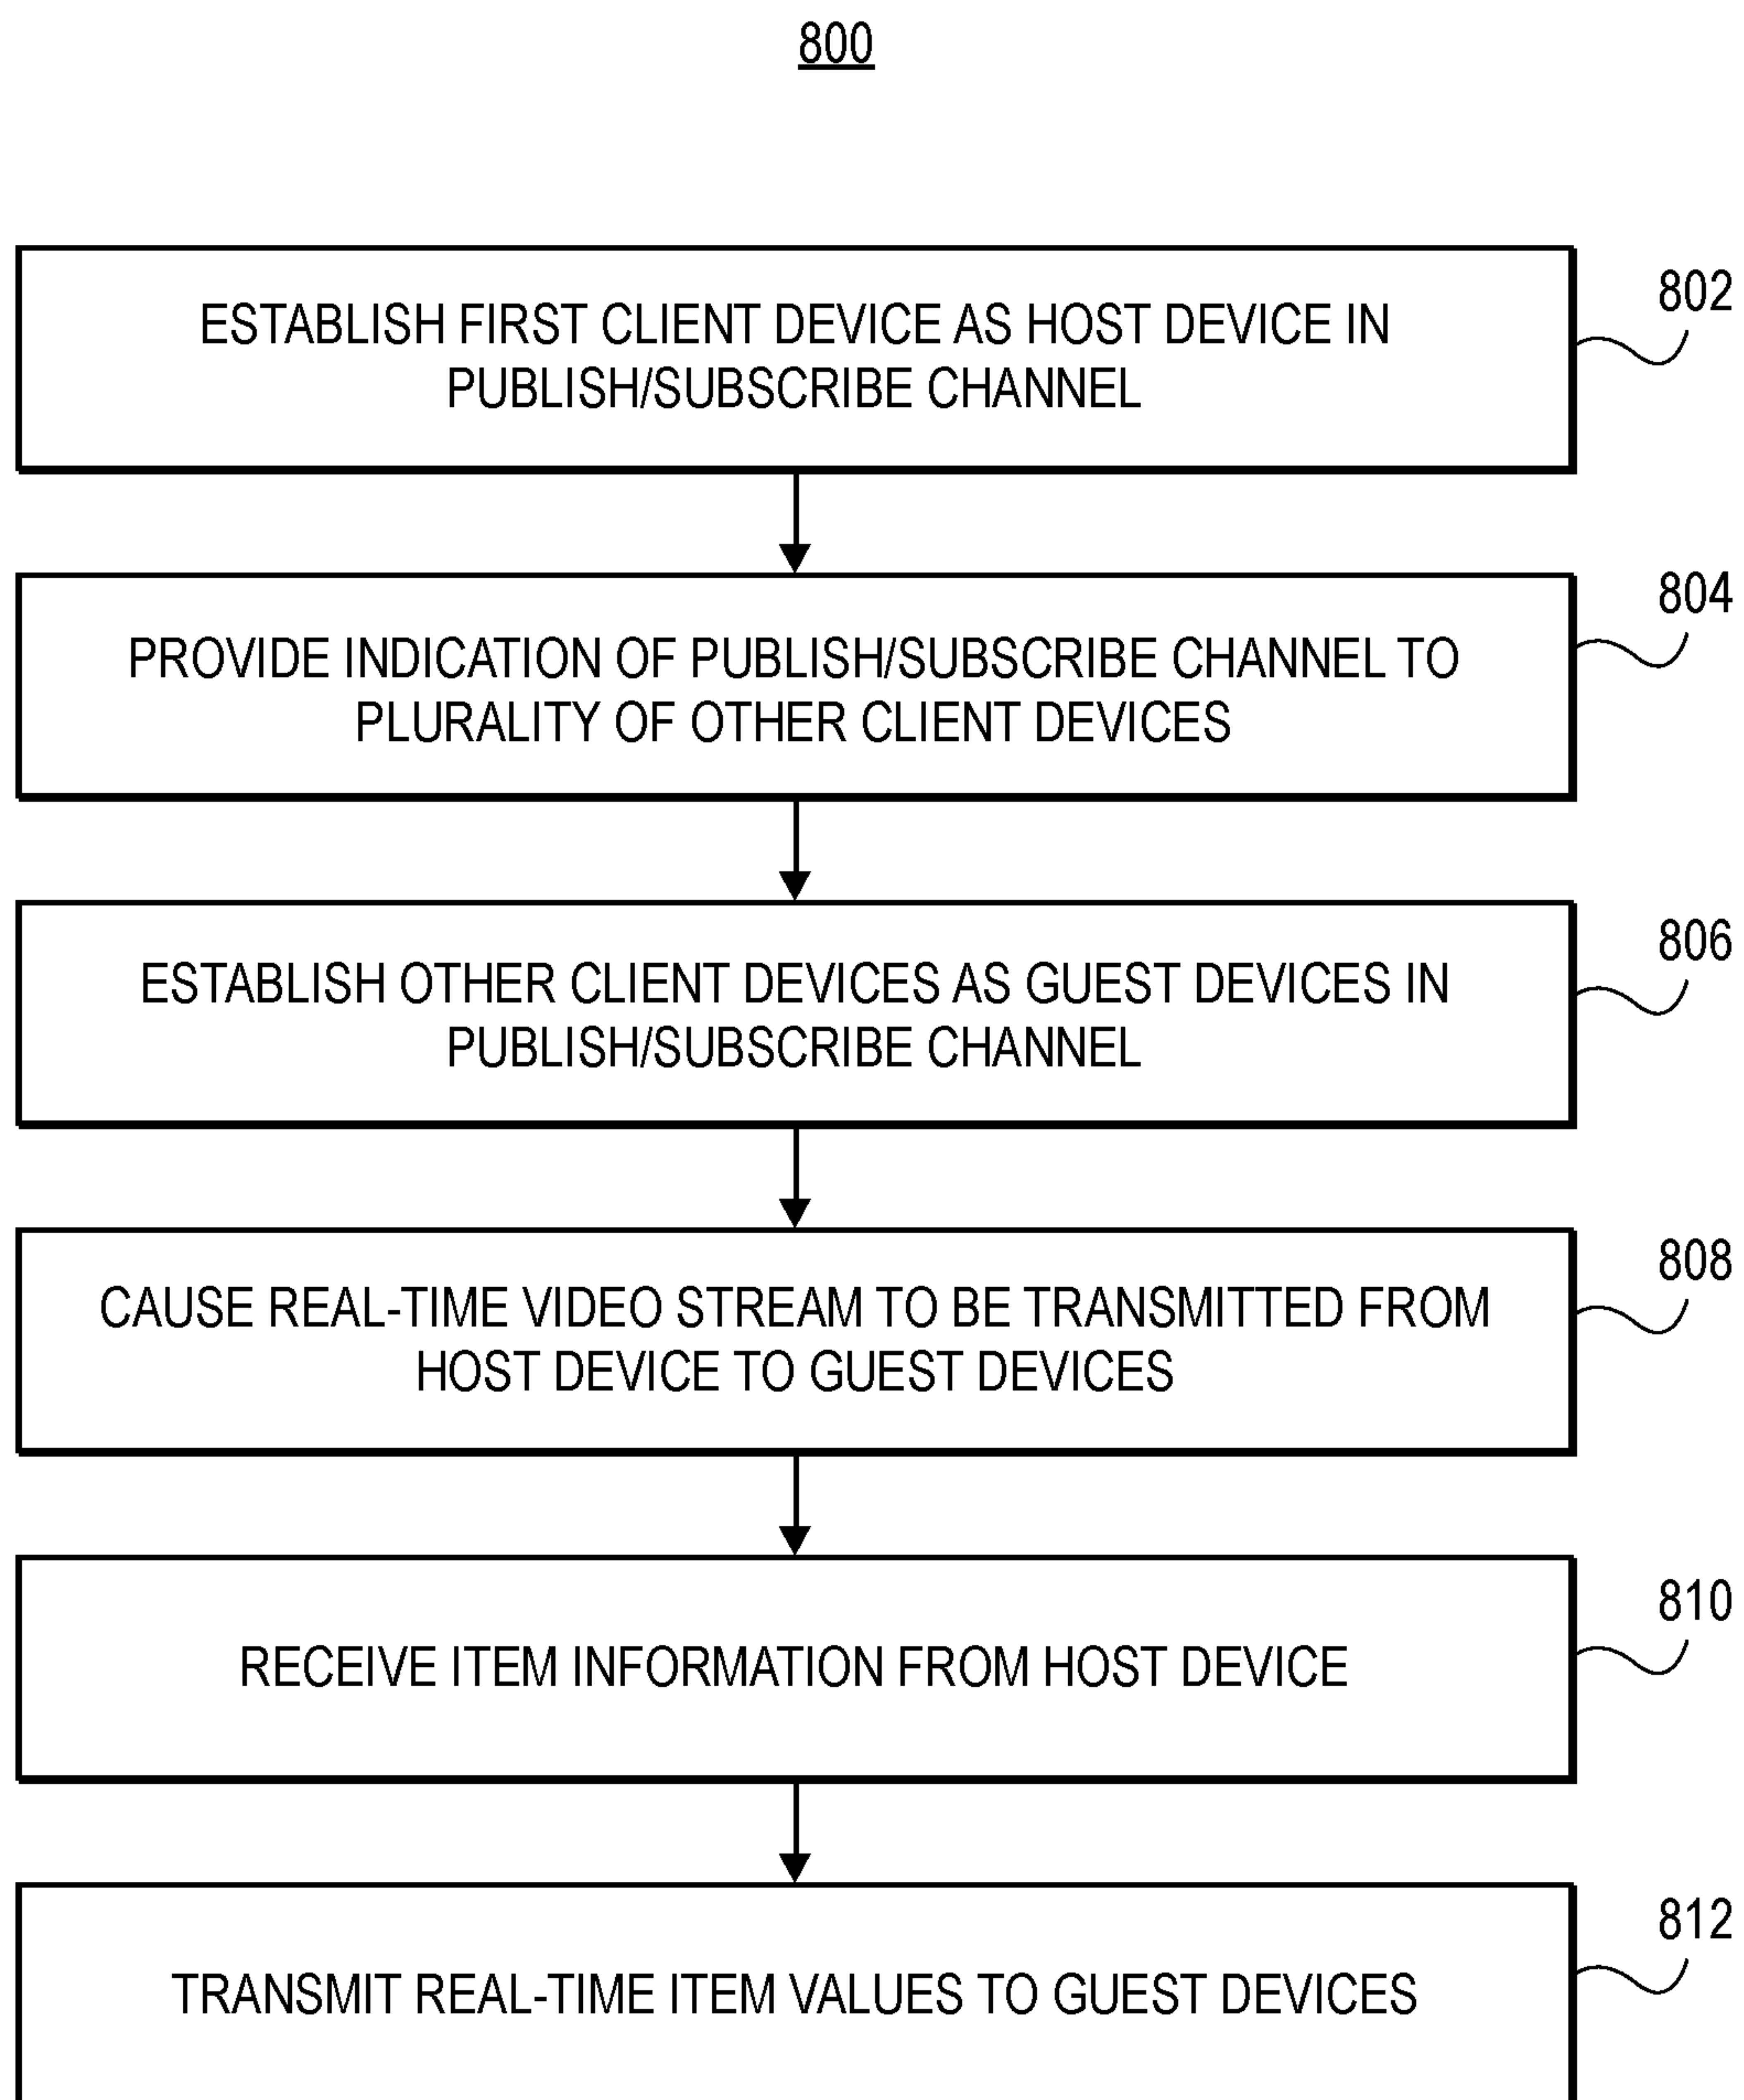 800
802
ESTABLISH FIRST CLIENT DEVICE AS HOST DEVICE IN
PUBLISH/SUBSCRIBE CHANNEL
804
PROVIDE INDICATION OF PUBLISH/SUBSCRIBE CHANNEL TO
PLURALITY OF OTHER CLIENT DEVICES
806
ESTABLISH OTHER CLIENT DEVICES AS GUEST DEVICES IN
PUBLISH/SUBSCRIBE CHANNEL
808
CAUSE REAL-TIME VIDEO STREAM TO BE TRANSMITTED FROM
HOST DEVICE TO GUEST DEVICES
810
RECEIVE ITEM INFORMATION FROM HOST DEVICE
812
TRANSMIT REAL-TIME ITEM VALUES TO GUEST DEVICES